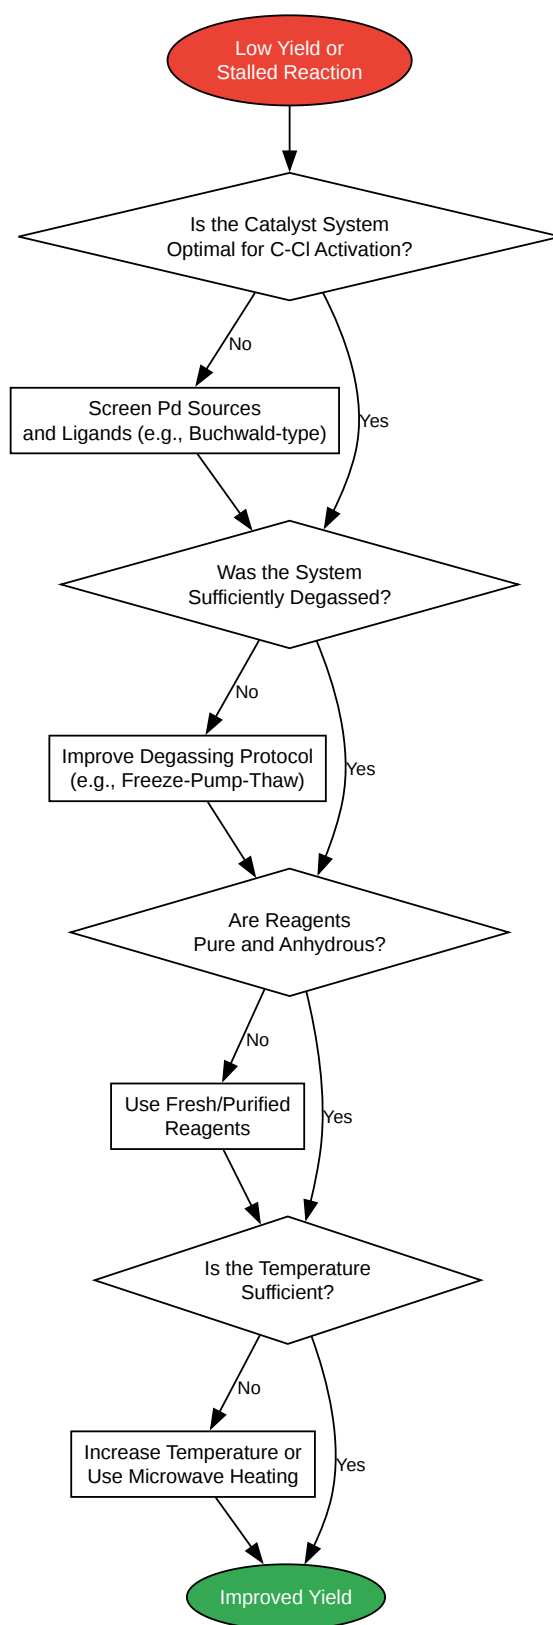 Low Yield or
Stalled Reaction
Is the Catalyst System
Optimal for C-Cl Activation?
No
Screen Pd Sources
and Ligands (e.g., Buchwald-type)
Yes
Was the System
Sufficiently Degassed?
No
Improve Degassing Protocol
(e.g., Freeze-Pump-Thaw)
Yes
Are Reagents
Pure and Anhydrous?
No
Use Fresh/Purified
Reagents
Yes
Is the Temperature
Sufficient?
No
Increase Temperature or
Use Microwave Heating
Yes
Improved Yield